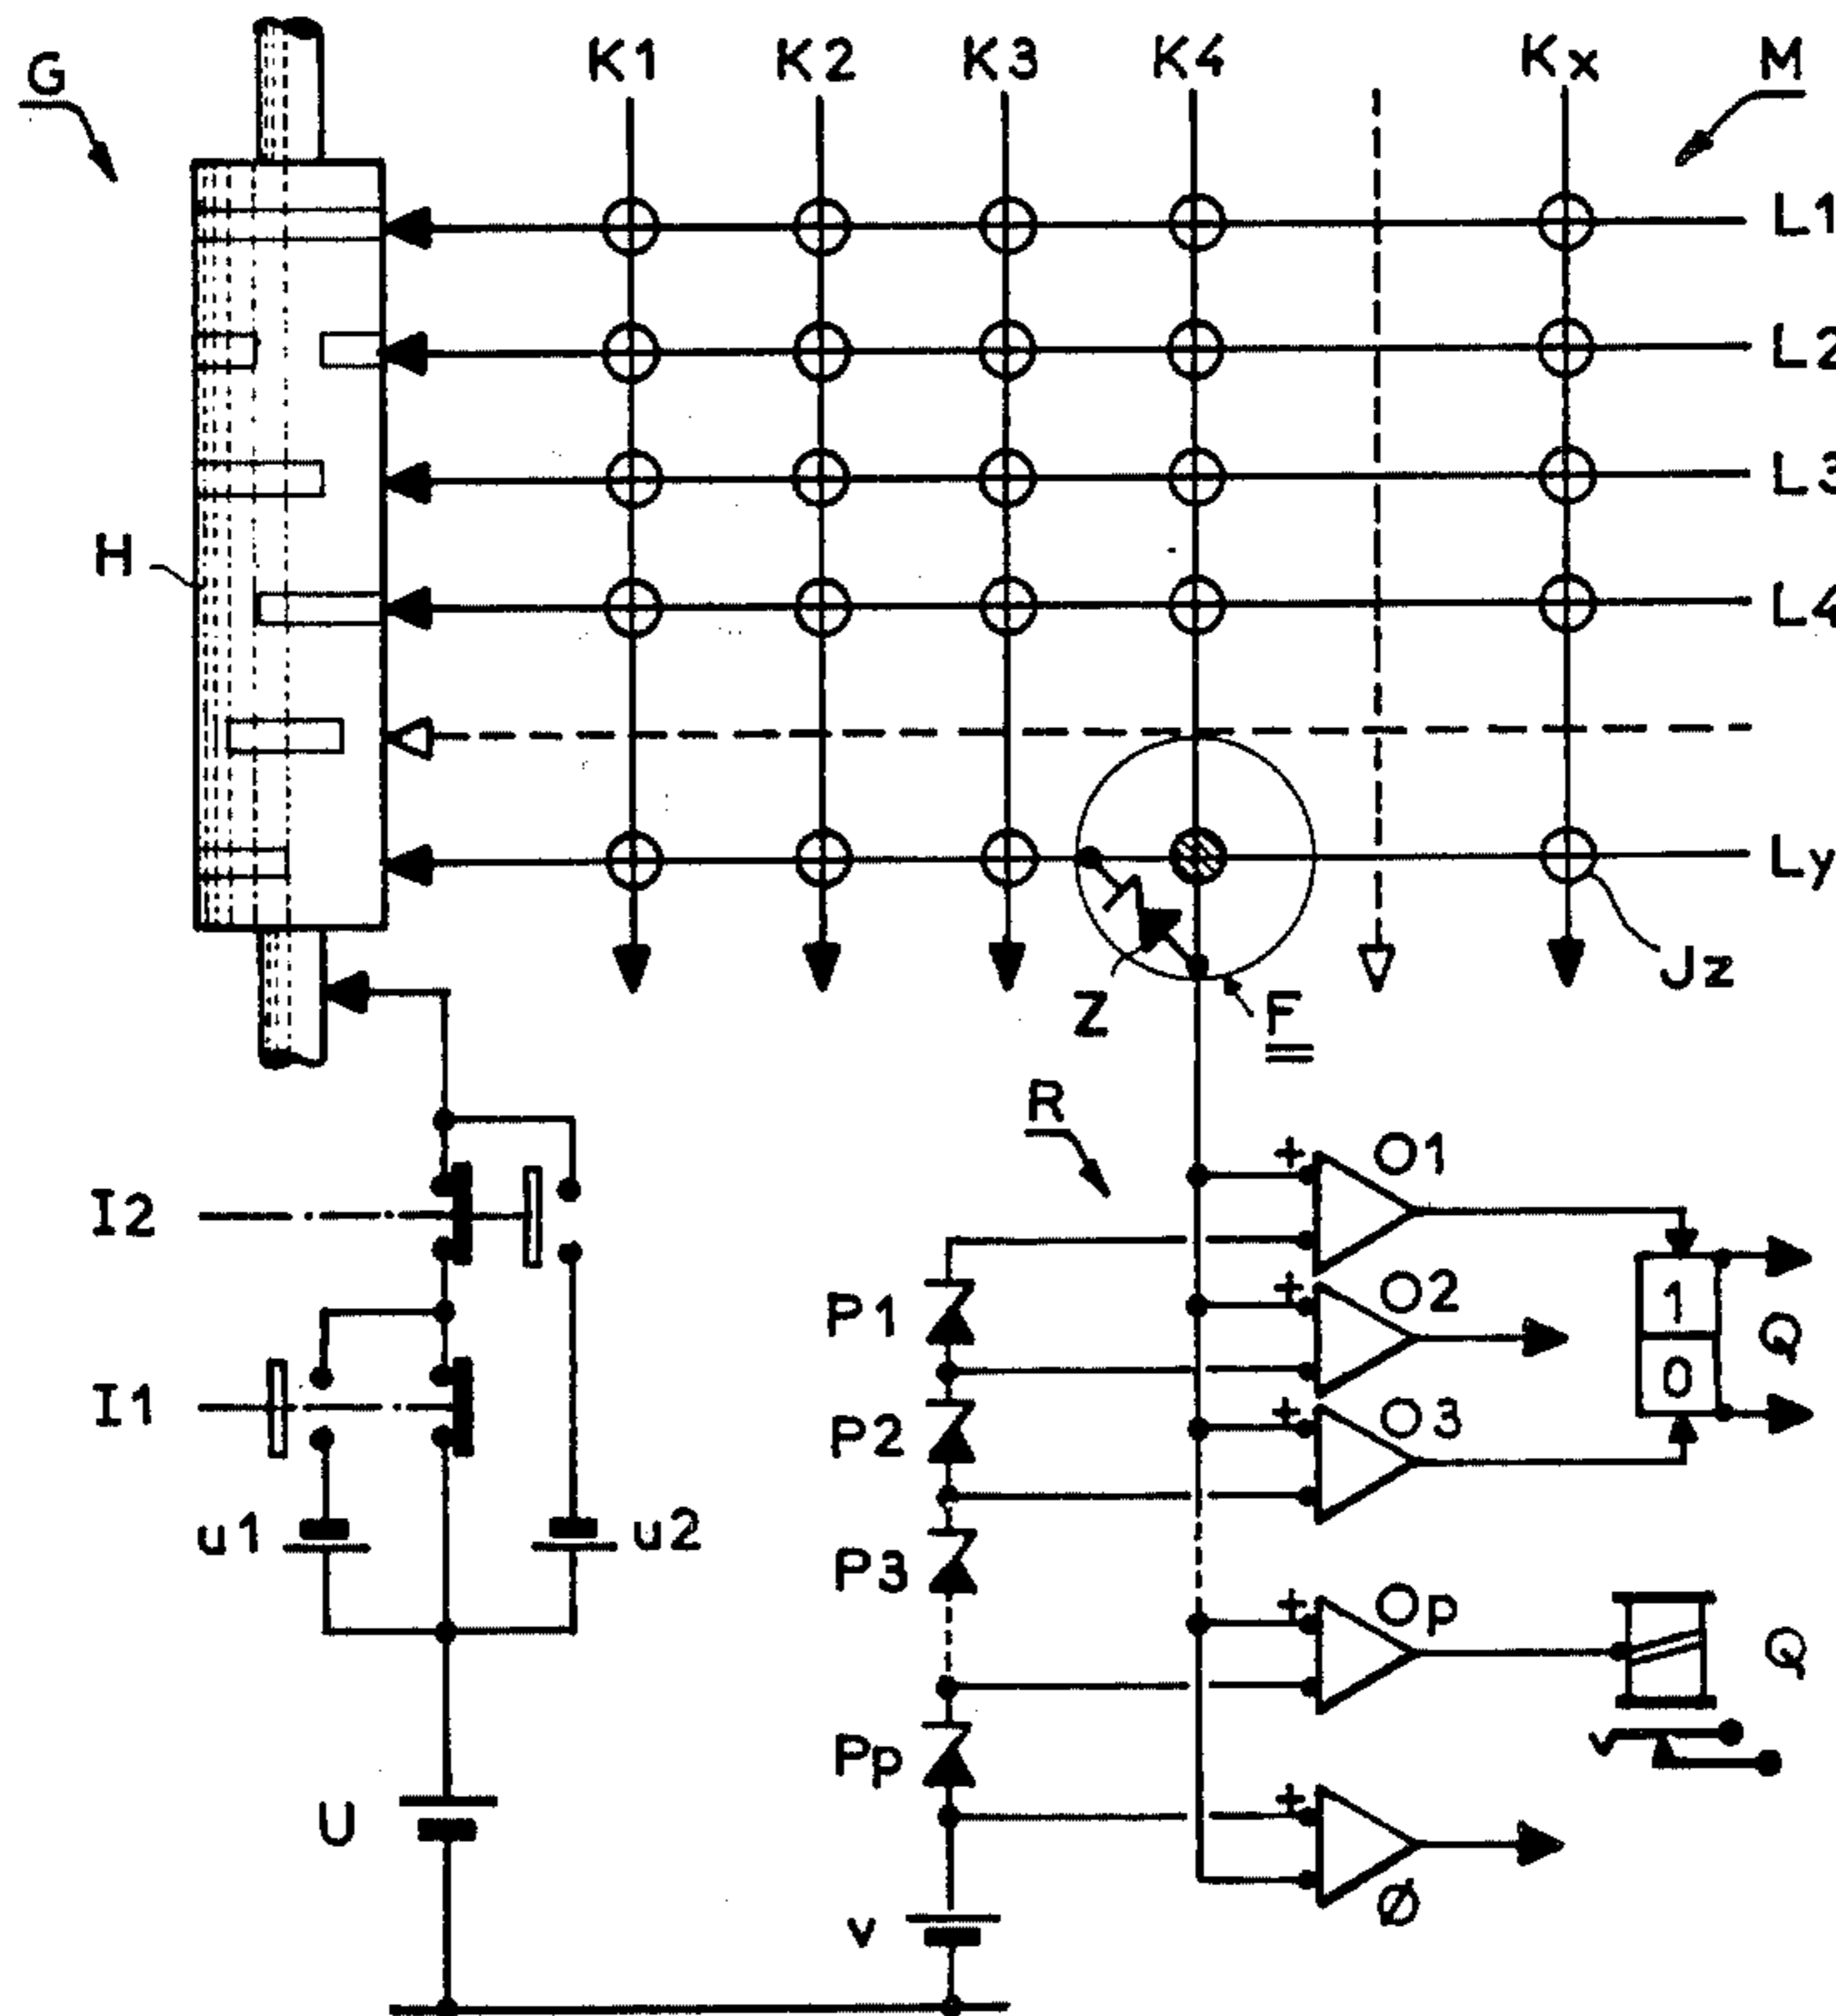 G K1 K2 K3 K4 Kx M
L1
L2
L3
H
L4
Ly
Jz
Z F
R
+ O1
I2
+ O2
P1
1
Q
I1
+ O3
0
P2
u1 u2
P3
+ Op
Q
Pp
U
+
Ø
v